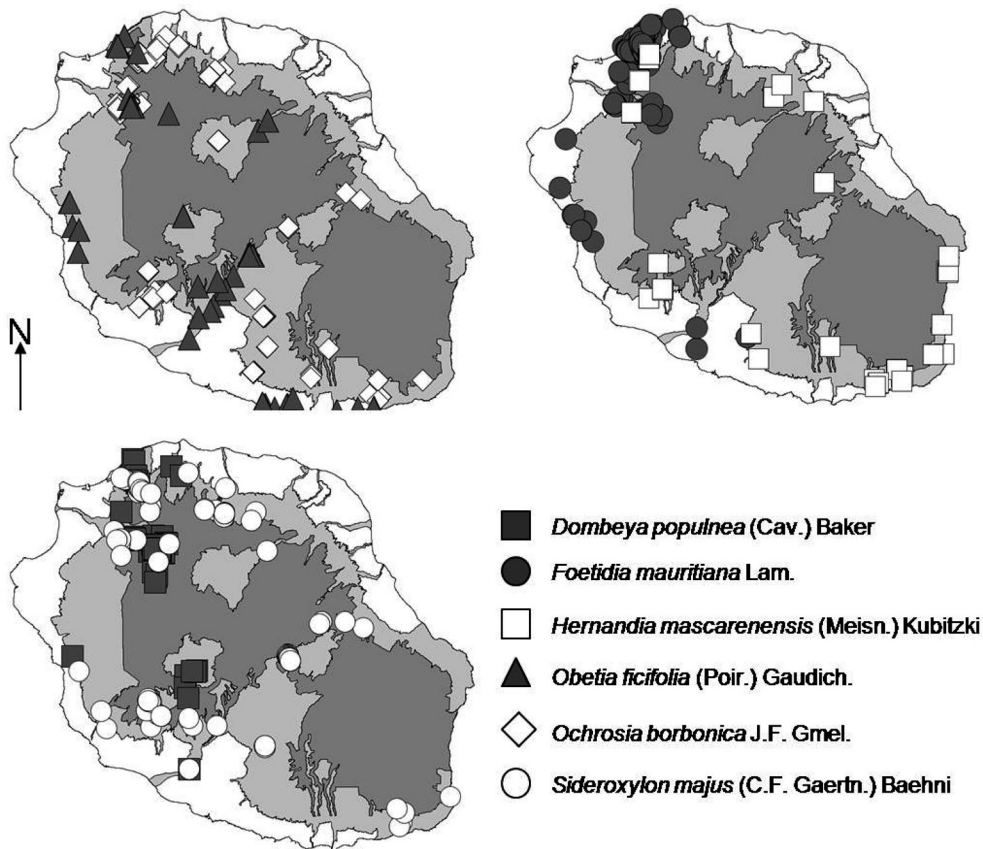 N
Dombeya populnea (Cav.) Baker
Foetidia mauritiana Lam.
Hernandia mascarenensis (Meisn.) Kubitzki
Obetia ficifolia (Poir.) Gaudich.
Ochrosia borbonica J.F. Gmel.
Sideroxylon majus (C.F. Gaertn.) Baehni